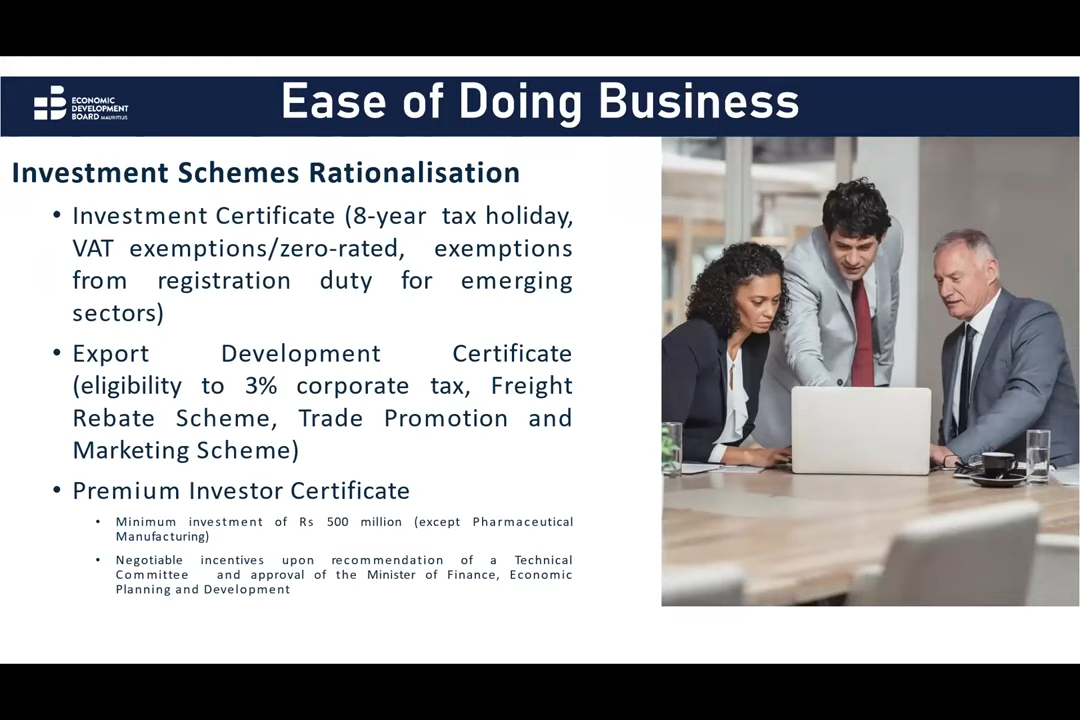 ECONOMIC
DEVELOPMENT
BOARD MAURITIUS
Ease of Doing Business
Investment Schemes Rationalisation
• Investment Certificate (8-year tax holiday,
VAT exemptions/zero-rated, exemptions
from registration duty for emerging
sectors)
• Export Development Certificate
(eligibility to 3% corporate tax, Freight
Rebate Scheme, Trade Promotion and
Marketing Scheme)
• Premium Investor Certificate
• Minimum investment of Rs 500 million (except Pharmaceutical
Manufacturing)
• Negotiable incentives upon recommendation of a Technical
Committee and approval of the Minister of Finance, Economic
Planning and Development